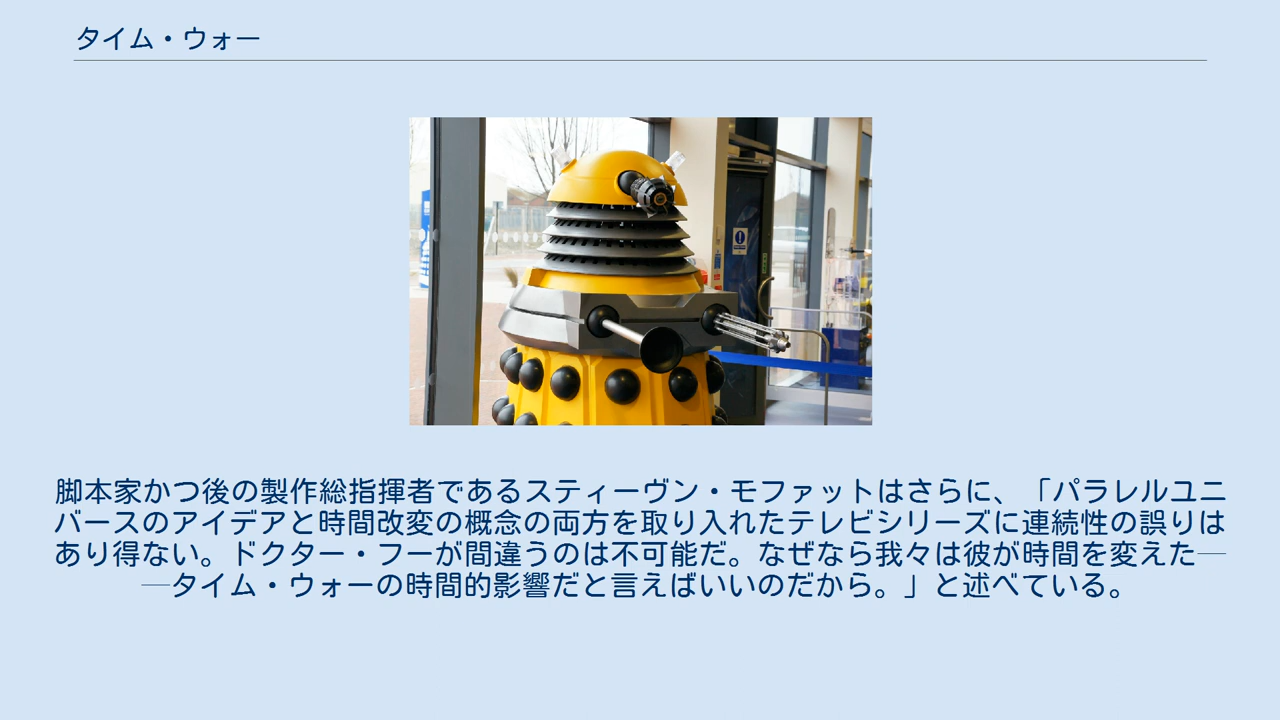 タイム・ウォー
脚本家かつ後の製作総指揮者であるスティーヴン・モファットはさらに、「パラレルユニ
バースのアイデアと時間改変の概念の両方を取り入れたテレビシリーズに連続性の誤りは
あり得ない。ドクター・フーが間違うのは不可能だ。なぜなら我々は彼が時間を変えた─
─タイム・ウォーの時間的影響だと言えばいいのだから。」と述べている。